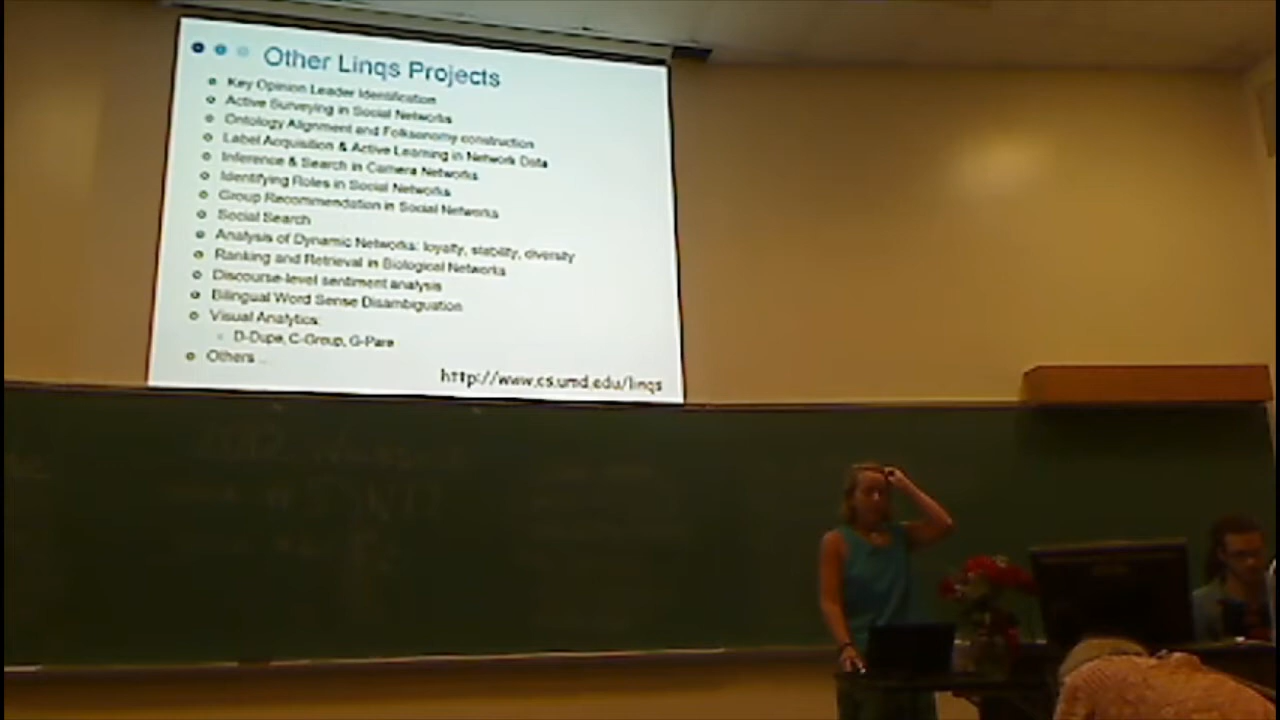 Other Linqs Projects
Key Opinion Leader Identification
Active Surveying in Social Networks
Ontology Alignment and Folksonomy construction
Label Acquisition & Active Learning in Network Data
Inference & Search in Camera Networks
Identifying Roles in Social Networks
Group Recommendation in Social Networks
Social Search
Analysis of Dynamic Networks: loyalty, stability, diversity
Ranking and Retrieval in Biological Networks
Discourse-level sentiment analysis
Bilingual Word Sense Disambiguation
Visual Analytics
D-Dupe, C-Group, G-Pare
Others ...
http://www.cs.umd.edu/linqs